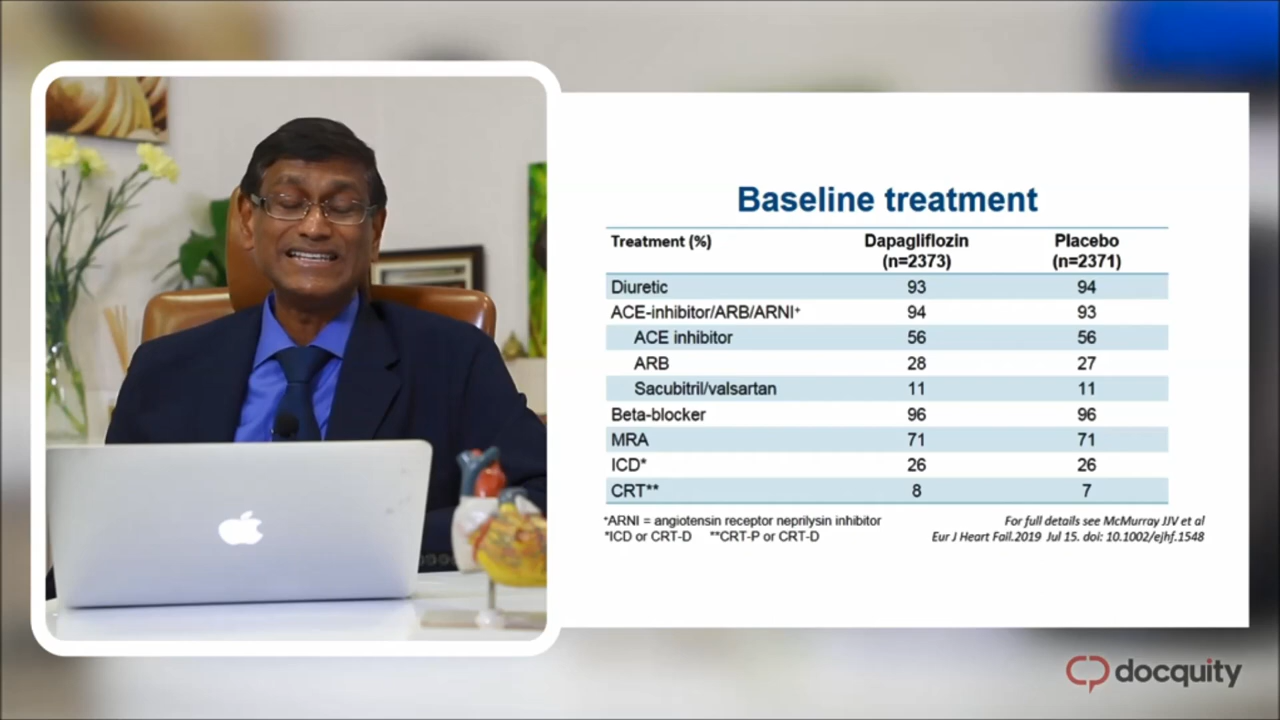 Baseline treatment
Treatment (%) Dapagliflozin (n=2373) Placebo (n=2371)
Diuretic 93 94
ACE-inhibitor/ARB/ARNI+ 94 93
ACE inhibitor 56 56
ARB 28 27
Sacubitril/valsartan 11 11
Beta-blocker 96 96
MRA 71 71
ICD* 26 26
CRT** 8 7
+ARNI = angiotensin receptor neprilysin inhibitor
*ICD or CRT-D **CRT-P or CRT-D
For full details see McMurray JJV et al
Eur J Heart Fail.2019 Jul 15. doi: 10.1002/ejhf.1548
docquity